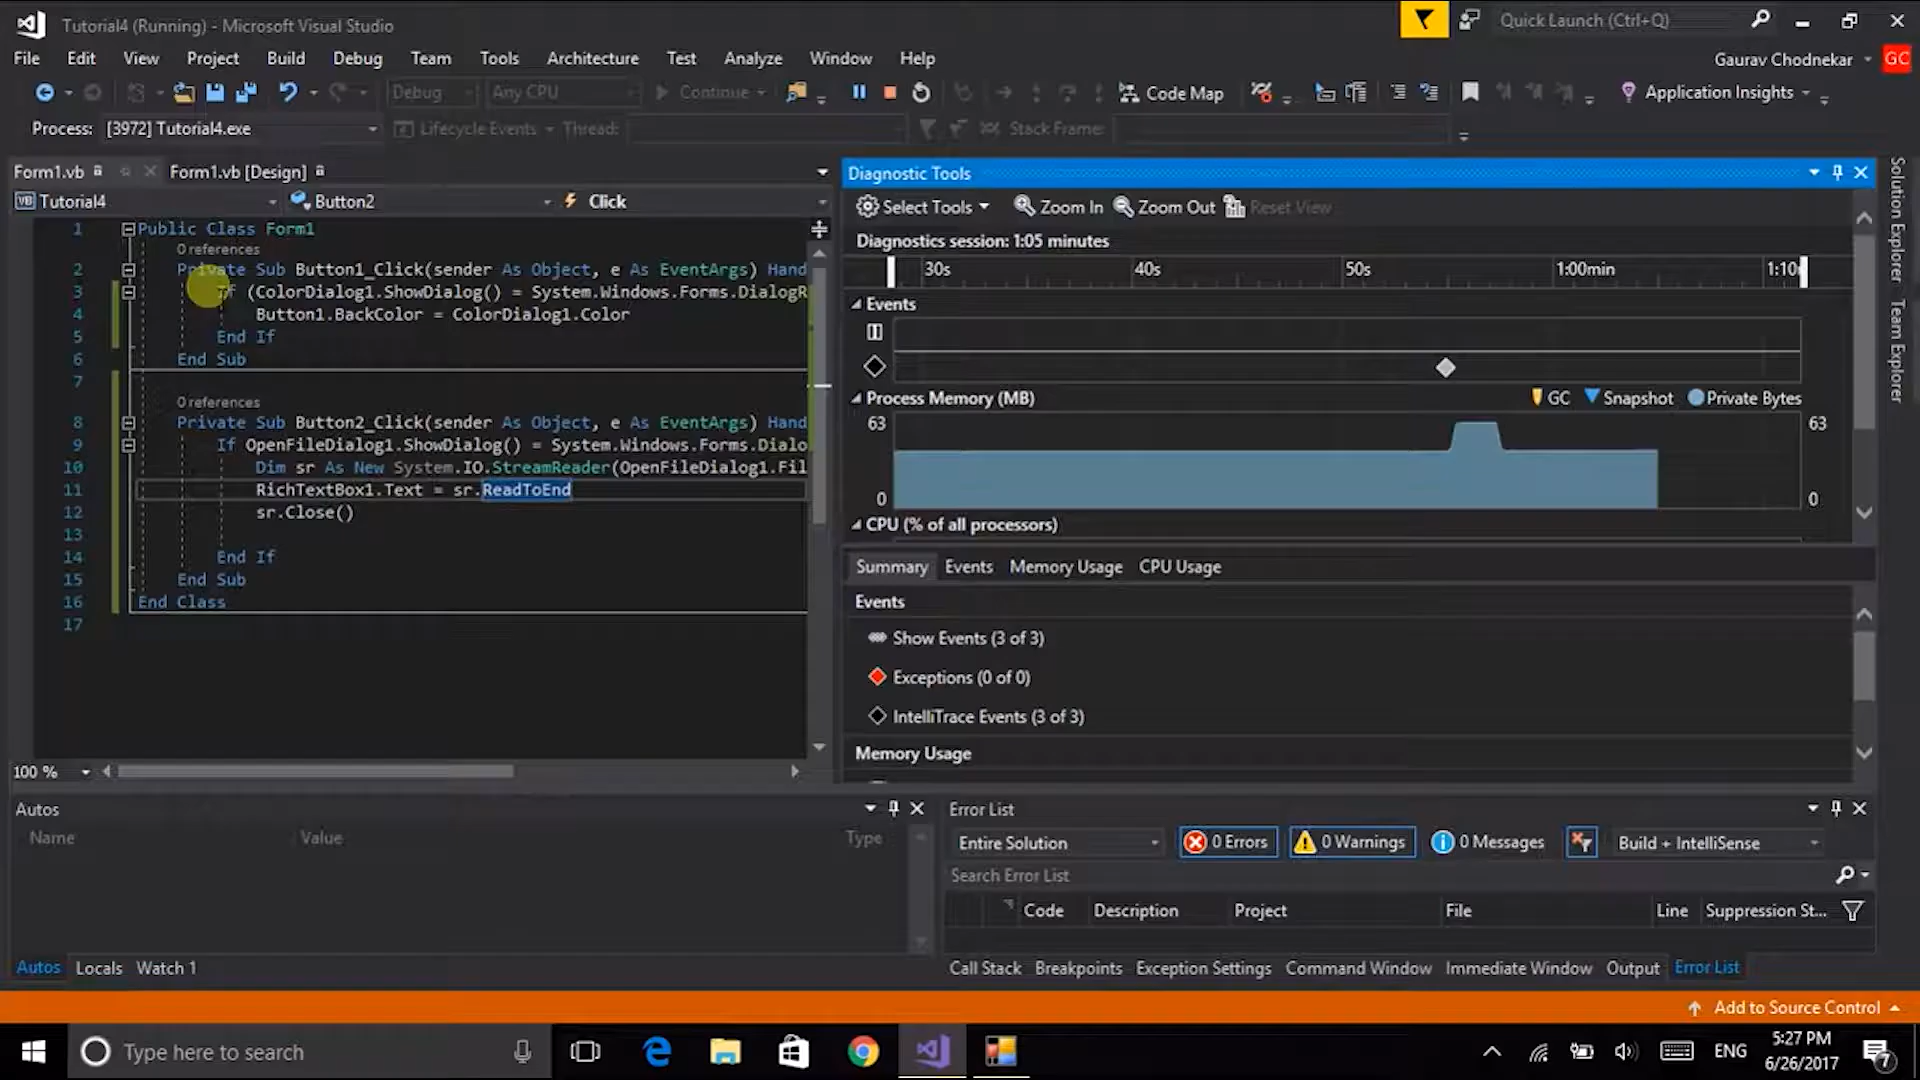 Tutorial4 (Running) - Microsoft Visual Studio
Quick Launch (Ctrl+Q)
File Edit View Project Build Debug Team Tools Architecture Test Analyze Window Help
Gaurav Chodnekar GC
Debug Any CPU Continue Code Map Application Insights
Process: [3972] Tutorial4.exe Lifecycle Events Thread: Stack Frame:
Form1.vb Form1.vb [Design]
VB Tutorial4 Button2 Click
1 Public Class Form1
0 references
2 Private Sub Button1_Click(sender As Object, e As EventArgs) Hand
3 If (ColorDialog1.ShowDialog() = System.Windows.Forms.DialogR
4 Button1.BackColor = ColorDialog1.Color
5 End If
6 End Sub
7
0 references
8 Private Sub Button2_Click(sender As Object, e As EventArgs) Hand
9 If OpenFileDialog1.ShowDialog() = System.Windows.Forms.Dialo
10 Dim sr As New System.IO.StreamReader(OpenFileDialog1.Fil
11 RichTextBox1.Text = sr.ReadToEnd
12 sr.Close()
13
14 End If
15 End Sub
16 End Class
17
100 %
Diagnostic Tools
Select Tools Zoom In Zoom Out Reset View
Diagnostics session: 1:05 minutes
30s 40s 50s 1:00min 1:10
Events
Process Memory (MB) GC Snapshot Private Bytes
63 63
0 0
CPU (% of all processors)
Summary Events Memory Usage CPU Usage
Events
Show Events (3 of 3)
Exceptions (0 of 0)
IntelliTrace Events (3 of 3)
Memory Usage
Solution Explorer
Team Explorer
Autos
Name Value Type
Autos Locals Watch 1
Error List
Entire Solution 0 Errors 0 Warnings 0 Messages Build + IntelliSense
Search Error List
Code Description Project File Line Suppression St...
Call Stack Breakpoints Exception Settings Command Window Immediate Window Output Error List
Add to Source Control
Type here to search
ENG
5:27 PM
6/26/2017
7